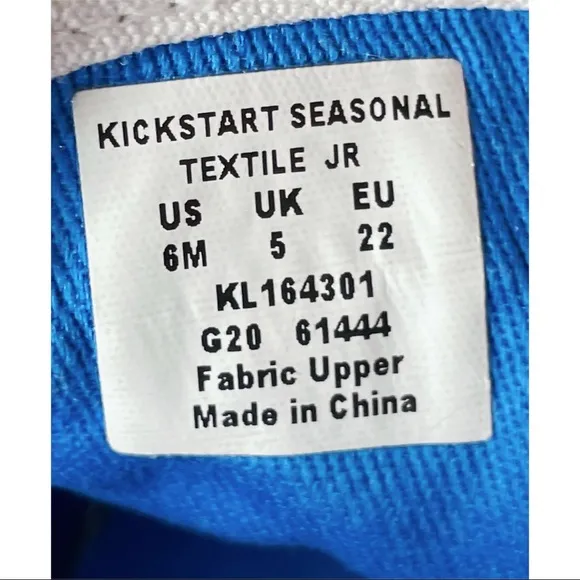 KICKSTART SEASONAL
TEXTILE JR
US UK EU
6M 5 22
KL164301
G20 61444
Fabric Upper
Made in China